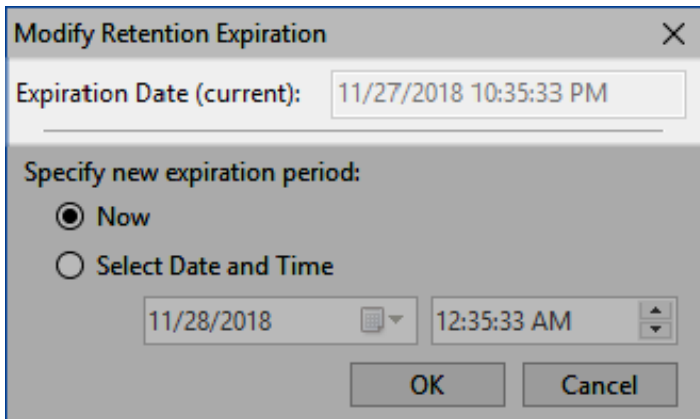 Modify Retention Expiration
Expiration Date (current): 11/27/2018 10:35:33 PM
Specify new expiration period:
Now
Select Date and Time
11/28/2018 12:35:33 AM
OK Cancel